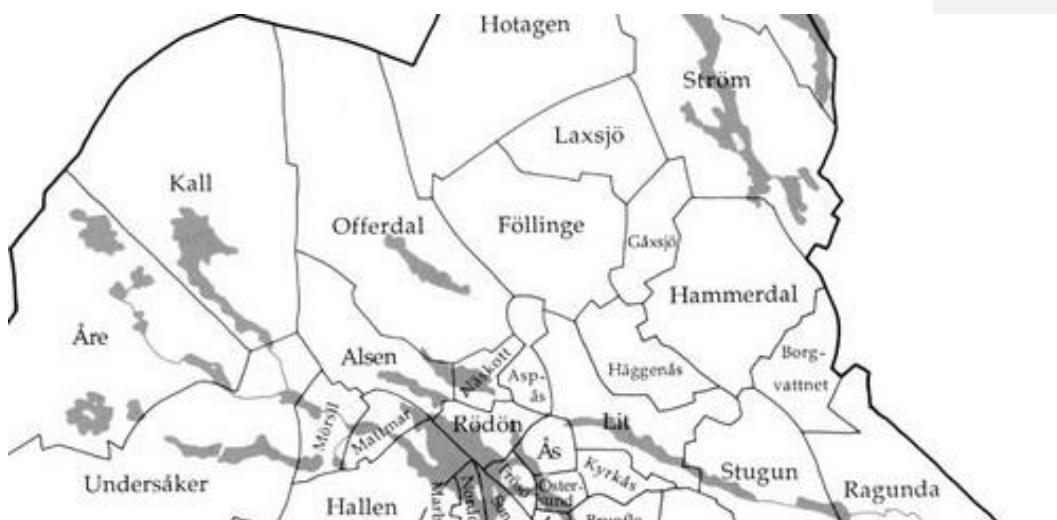 Hotagen
Ström
Laxsjö
Kall
Offerdal
Föllinge
Gåxsjö
Hammerdal
Åre
Alsen
Näskott
Asp-
ås
Häggenås
Borg-
vattnet
Mörsil
Mattmar
Rödön
Lit
Ås
Kyrkås
Undersåker
Hallen
Frösö
Öster-
sund
Stugun
Ragunda